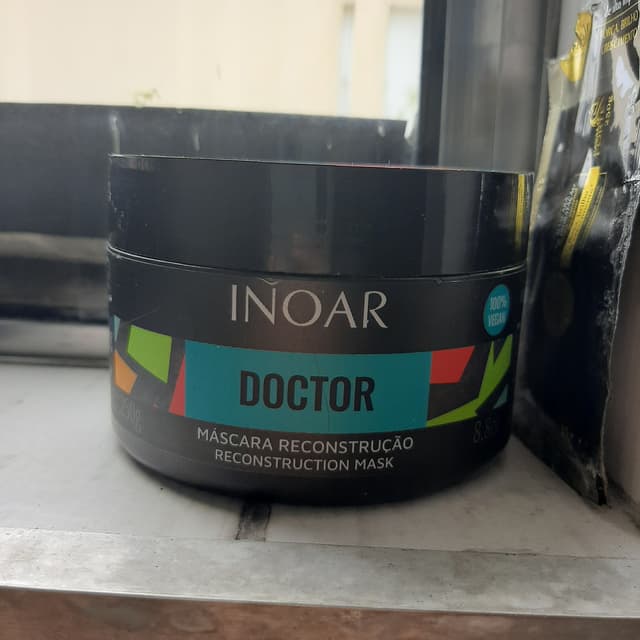 INOAR
100%
VEGAN
DOCTOR
MÁSCARA RECONSTRUÇÃO
RECONSTRUCTION MASK